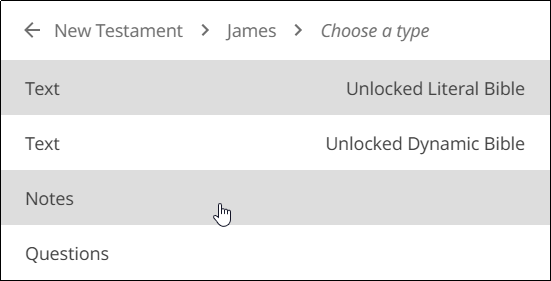 ← New Testament > James > Choose a type
Text Unlocked Literal Bible
Text Unlocked Dynamic Bible
Notes
Questions